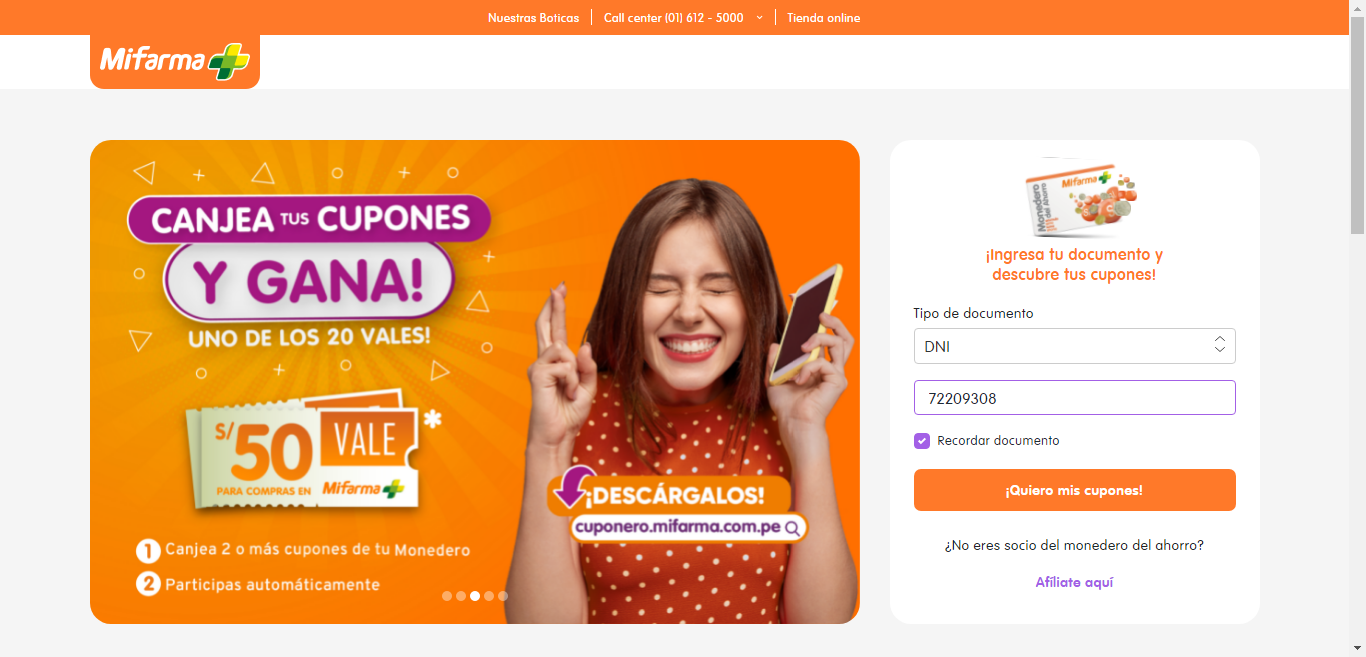 Nuestras Boticas
Call center (01) 612 - 5000
Tienda online
Mifarma
CANJEA TUS CUPONES
Y GANA!
UNO DE LOS 20 VALES!
S/50 VALE*
PARA COMPRAS EN Mifarma
¡DESCÁRGALOS!
cuponero.mifarma.com.pe
1 Canjea 2 o más cupones de tu Monedero
2 Participas automáticamente
Monedero
del Ahorro
Mifarma
¡Ingresa tu documento y
descubre tus cupones!
Tipo de documento
DNI
72209308
Recordar documento
¡Quiero mis cupones!
¿No eres socio del monedero del ahorro?
Afíliate aquí